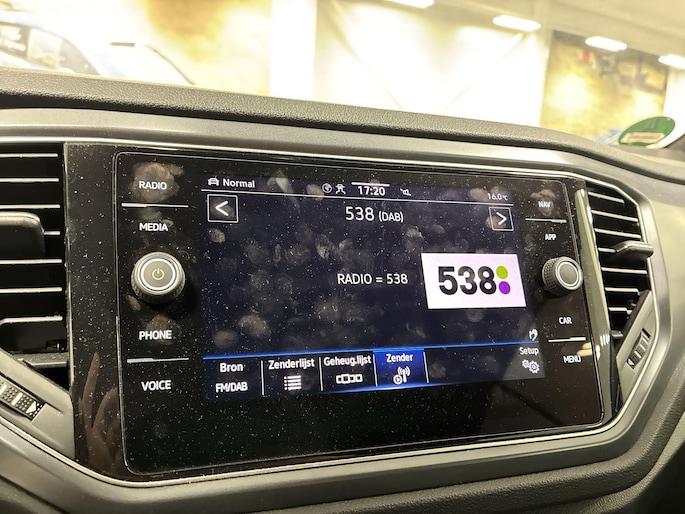 RADIO
MEDIA
PHONE
VOICE
Normal
17:20
16.0°C
<
538 (DAB)
>
RADIO = 538
538
Bron
FM/DAB
Zenderlijst
Geheug.lijst
Zender
Setup
NAV
APP
CAR
MENU